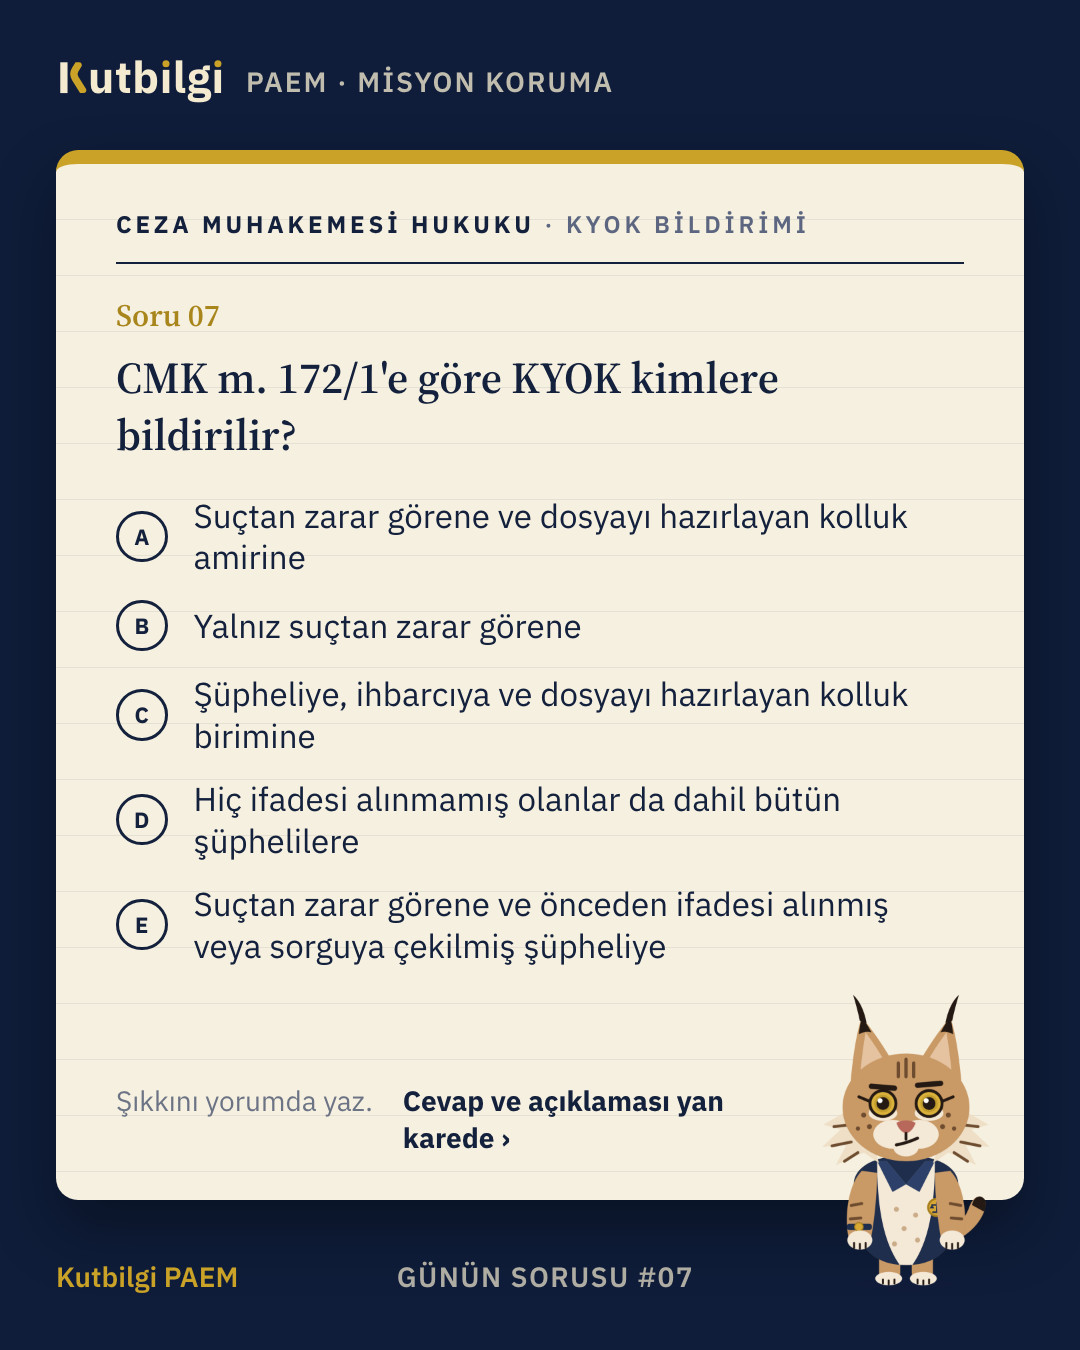 Kutbilgi PAEM · MİSYON KORUMA
CEZA MUHAKEMESİ HUKUKU · KYOK BİLDİRİMİ
Soru 07
CMK m. 172/1'e göre KYOK kimlere
bildirilir?
A Suçtan zarar görene ve dosyayı hazırlayan kolluk
amirine
B Yalnız suçtan zarar görene
C Şüpheliye, ihbarcıya ve dosyayı hazırlayan kolluk
birimine
D Hiç ifadesi alınmamış olanlar da dahil bütün
şüphelilere
E Suçtan zarar görene ve önceden ifadesi alınmış
veya sorguya çekilmiş şüpheliye
Şıkkını yorumda yaz. Cevap ve açıklaması yan
karede ›
Kutbilgi PAEM GÜNÜN SORUSU #07